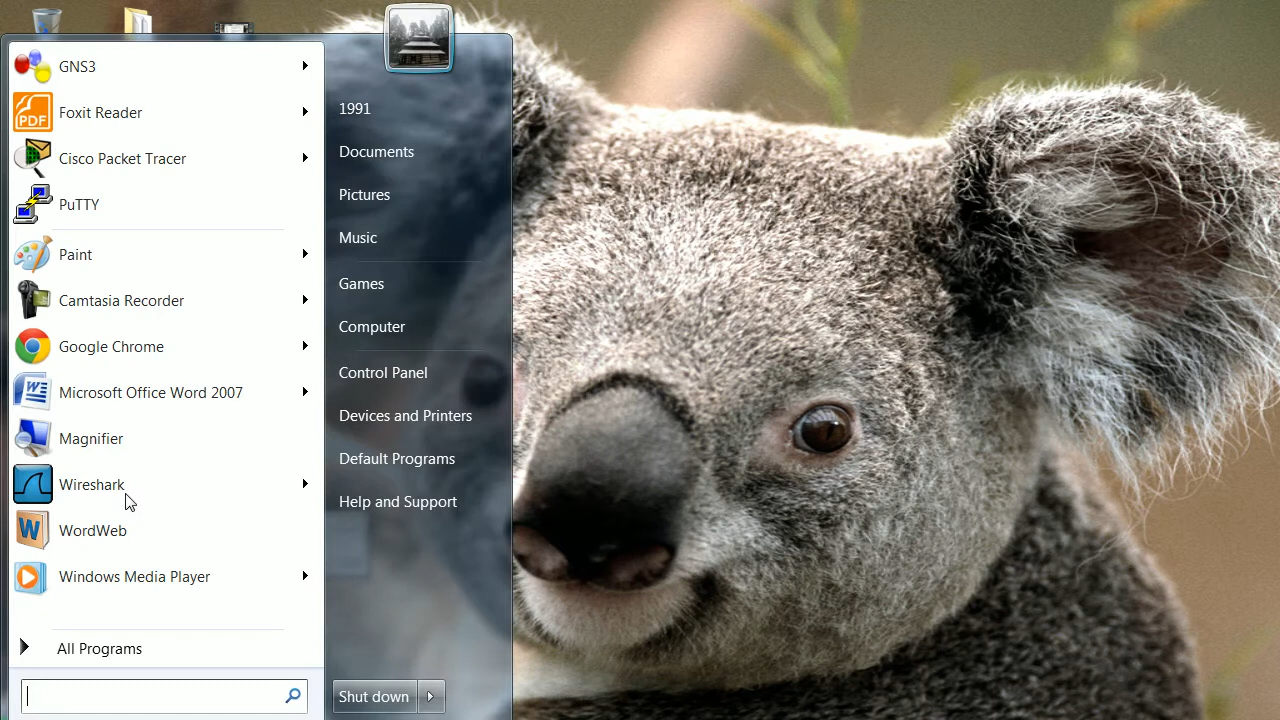 GNS3
Foxit Reader
Cisco Packet Tracer
PuTTY
Paint
Camtasia Recorder
Google Chrome
Microsoft Office Word 2007
Magnifier
Wireshark
WordWeb
Windows Media Player
All Programs
1991
Documents
Pictures
Music
Games
Computer
Control Panel
Devices and Printers
Default Programs
Help and Support
Shut down
PDF
W
W